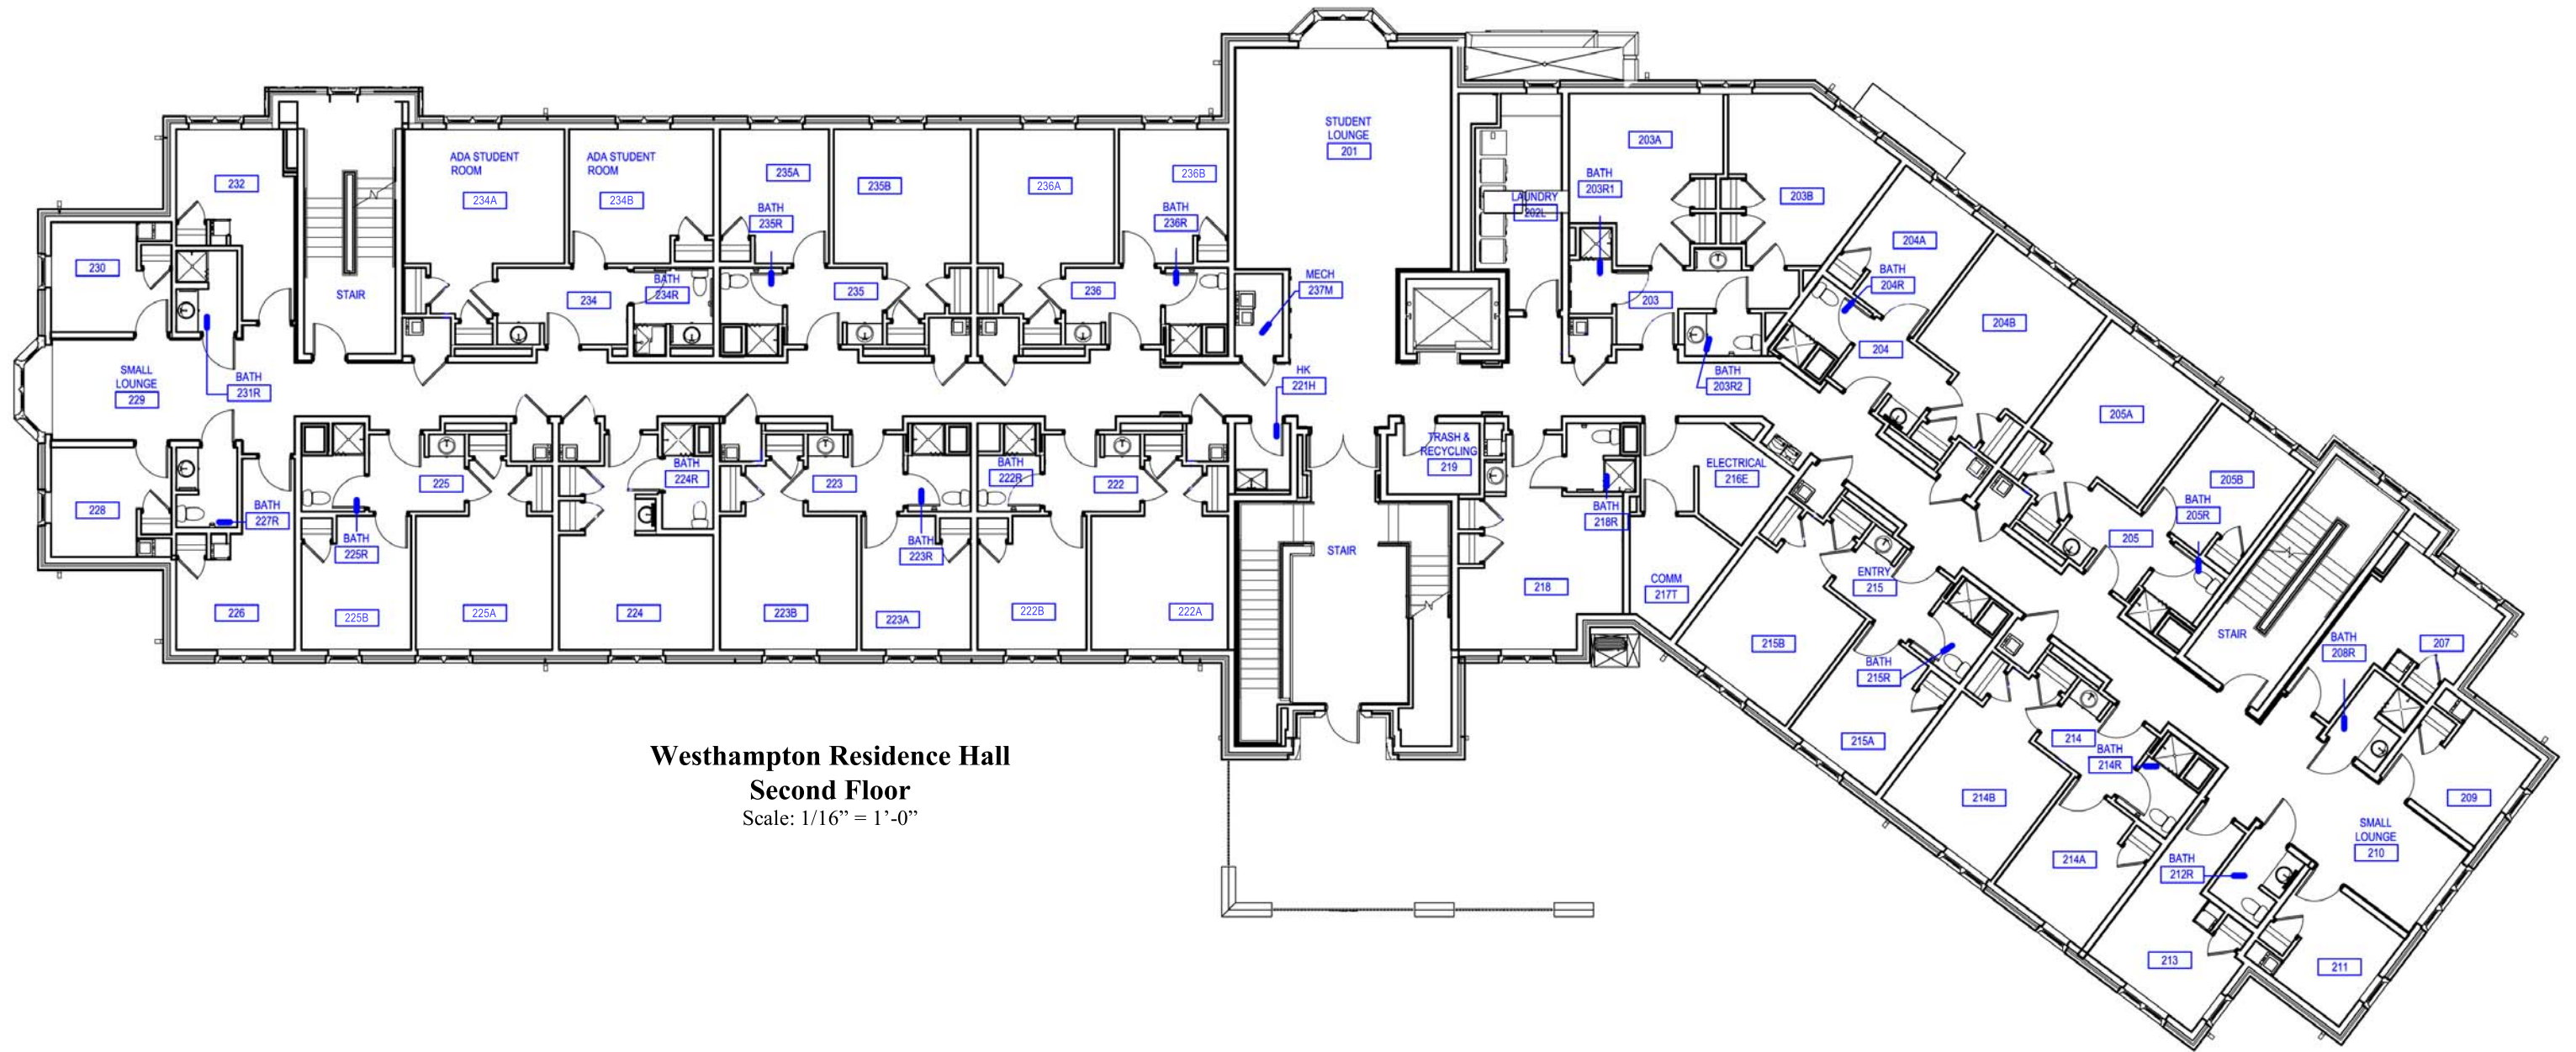 STUDENT
LOUNGE
201
203A
BATH
203R1
LAUNDRY
202L
203B
ADA STUDENT
ROOM
234A
ADA STUDENT
ROOM
234B
235A
BATH
235R
235B
236A
236B
BATH
236R
232
230
STAIR
234
BATH
234R
235
236
MECH
237M
203
204A
BATH
204R
204B
204
BATH
203R2
SMALL
LOUNGE
229
BATH
231R
HK
221H
TRASH &
RECYCLING
219
205A
205B
BATH
205R
205
228
BATH
227R
225
BATH
225R
BATH
224R
223
BATH
223R
BATH
222R
222
STAIR
BATH
218R
ELECTRICAL
216E
226
225B
225A
224
223B
223A
222B
222A
218
COMM
217T
ENTRY
215
215B
BATH
215R
215A
STAIR
BATH
208R
207
214
BATH
214R
214B
214A
209
SMALL
LOUNGE
210
BATH
212R
213
211
Westhampton Residence Hall
Second Floor
Scale: 1/16” = 1’-0”